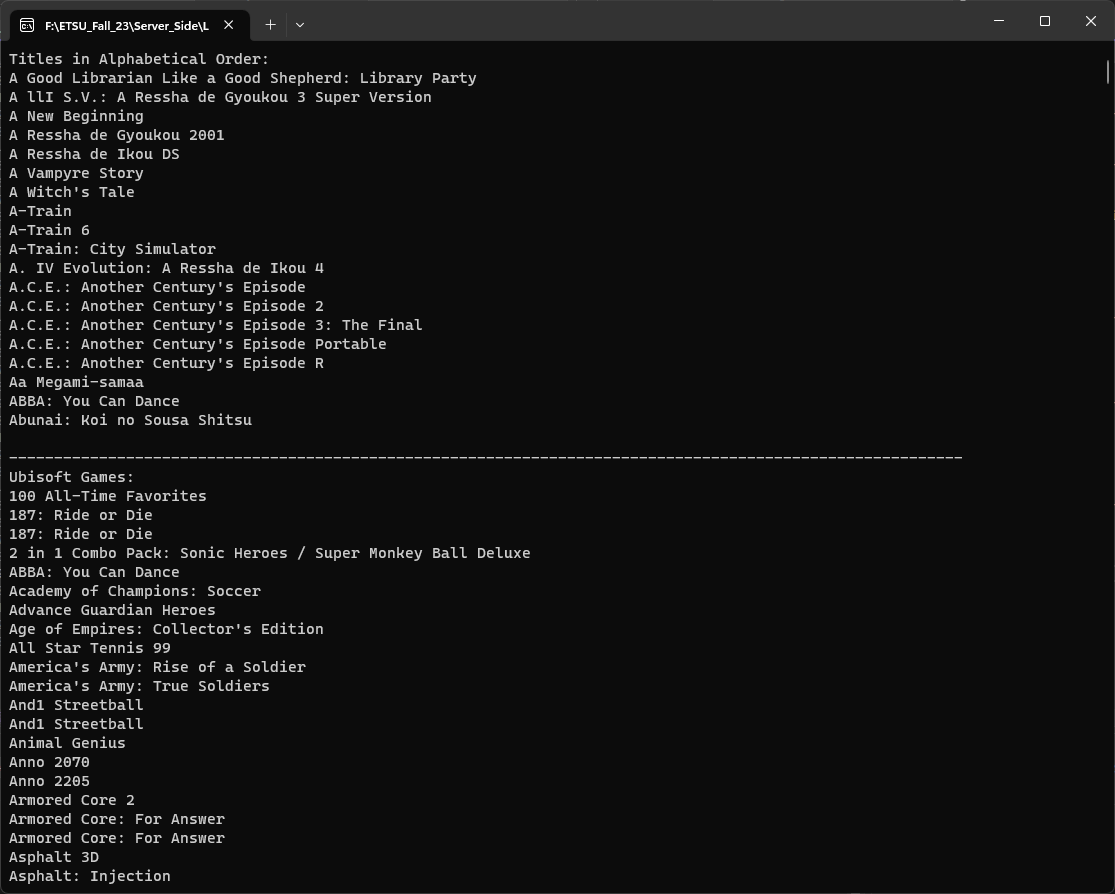 F:\ETSU_Fall_23\Server_Side\L
Titles in Alphabetical Order:
A Good Librarian Like a Good Shepherd: Library Party
A llI S.V.: A Ressha de Gyoukou 3 Super Version
A New Beginning
A Ressha de Gyoukou 2001
A Ressha de Ikou DS
A Vampyre Story
A Witch's Tale
A-Train
A-Train 6
A-Train: City Simulator
A. IV Evolution: A Ressha de Ikou 4
A.C.E.: Another Century's Episode
A.C.E.: Another Century's Episode 2
A.C.E.: Another Century's Episode 3: The Final
A.C.E.: Another Century's Episode Portable
A.C.E.: Another Century's Episode R
Aa Megami-samaa
ABBA: You Can Dance
Abunai: Koi no Sousa Shitsu
----------------------------------------------------------------------------------------------------------
Ubisoft Games:
100 All-Time Favorites
187: Ride or Die
187: Ride or Die
2 in 1 Combo Pack: Sonic Heroes / Super Monkey Ball Deluxe
ABBA: You Can Dance
Academy of Champions: Soccer
Advance Guardian Heroes
Age of Empires: Collector's Edition
All Star Tennis 99
America's Army: Rise of a Soldier
America's Army: True Soldiers
And1 Streetball
And1 Streetball
Animal Genius
Anno 2070
Anno 2205
Armored Core 2
Armored Core: For Answer
Armored Core: For Answer
Asphalt 3D
Asphalt: Injection